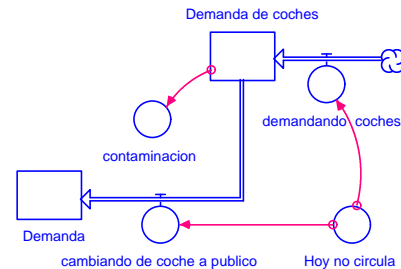 Demanda de coches
demandando coches
contaminacion
Demanda
cambiando de coche a publico
Hoy no circula